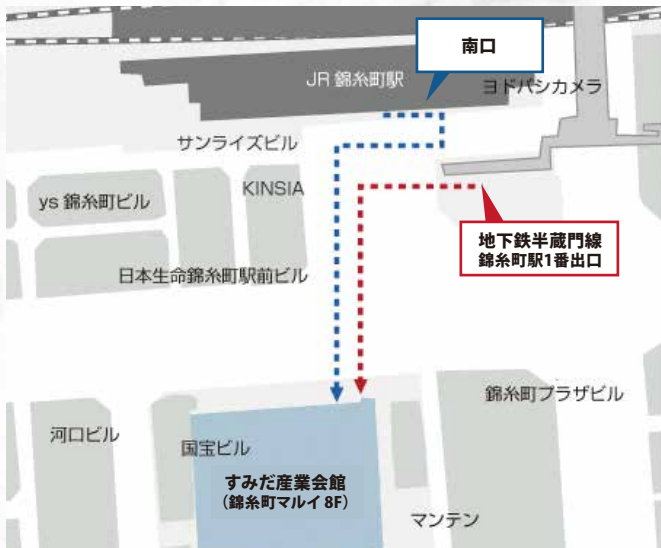 南口
JR 錦糸町駅
ヨドバシカメラ
サンライズビル
KINSIA
ys 錦糸町ビル
地下鉄半蔵門線
錦糸町駅1番出口
日本生命錦糸町駅前ビル
錦糸町プラザビル
河口ビル
国宝ビル
すみだ産業会館
（錦糸町マルイ 8F）
マンテン